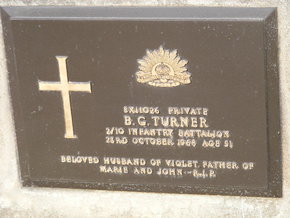 SX11026 PRIVATE
B.G. TURNER
2/10 INFANTRY BATTALION
23RD OCTOBER 1968 AGE 51
BELOVED HUSBAND OF VIOLET, FATHER OF
MARIE AND JOHN.-R.I.P.